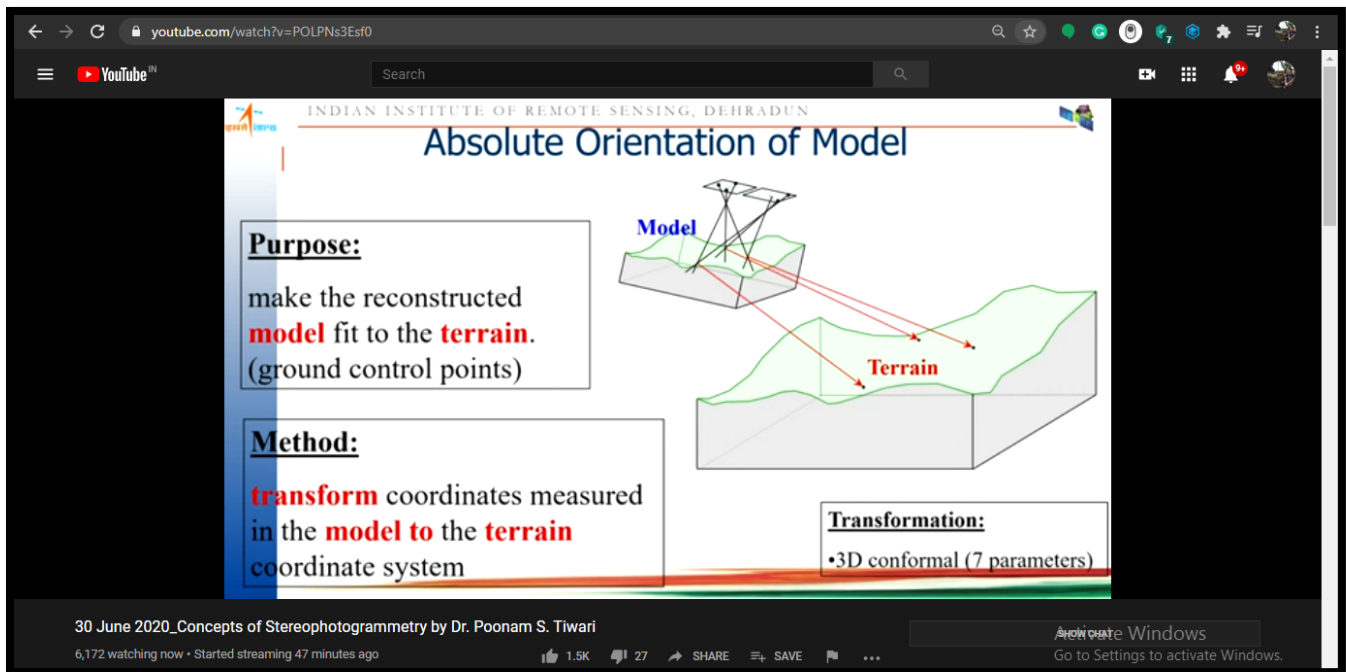 youtube.com/watch?v=POLPNs3Esf0
7
YouTube IN
Search
9+
INDIAN INSTITUTE OF REMOTE SENSING, DEHRADUN
Absolute Orientation of Model
Model
Purpose:
make the reconstructed
model fit to the terrain.
(ground control points)
Terrain
Method:
transform coordinates measured
in the model to the terrain
coordinate system
Transformation:
•3D conformal (7 parameters)
30 June 2020_Concepts of Stereophotogrammetry by Dr. Poonam S. Tiwari
SHOW CHAT
Activate Windows
6,172 watching now • Started streaming 47 minutes ago
1.5K 27 SHARE SAVE
Go to Settings to activate Windows.